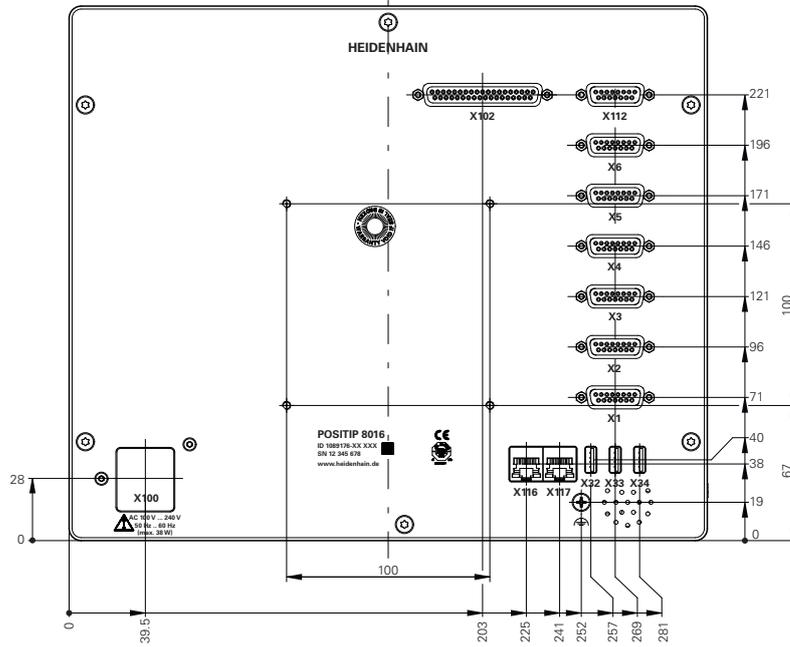 HEIDENHAIN
X102
X112
221
X6
196
X5
171
X4
146
X3
121
X2
96
X1
71
100
POSITIP 8016
ID 1089176-XX XXX
SN 12 345 678
www.heidenhain.de
CE
40
38
67
28
X100
X116 X117 X32 X33 X34
19
AC 100 V ... 240 V
50 Hz ... 60 Hz
(max. 38 W)
0
0
100
0
39.5
203
225
241
252
257
269
281